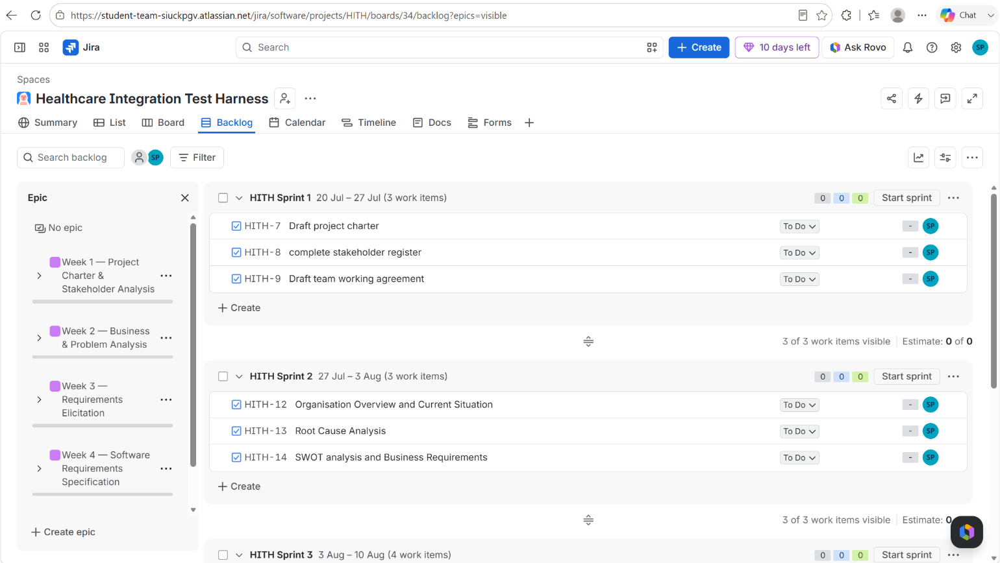 https://student-team-siuckpgv.atlassian.net/jira/software/projects/HITH/boards/34/backlog?epics=visible
Chat
Jira
Search
Create
10 days left
Ask Rovo
SP
Spaces
Healthcare Integration Test Harness
Summary
List
Board
Backlog
Calendar
Timeline
Docs
Forms
Search backlog
SP
Filter
Epic
No epic
Week 1 — Project
Charter &
Stakeholder Analysis
Week 2 — Business
& Problem Analysis
Week 3 —
Requirements
Elicitation
Week 4 — Software
Requirements
Specification
Create epic
HITH Sprint 1 20 Jul – 27 Jul (3 work items) 0 0 0 Start sprint
HITH-7 Draft project charter To Do - SP
HITH-8 complete stakeholder register To Do - SP
HITH-9 Draft team working agreement To Do - SP
Create
3 of 3 work items visible Estimate: 0 of 0
HITH Sprint 2 27 Jul – 3 Aug (3 work items) 0 0 0 Start sprint
HITH-12 Organisation Overview and Current Situation To Do - SP
HITH-13 Root Cause Analysis To Do - SP
HITH-14 SWOT analysis and Business Requirements To Do - SP
Create
3 of 3 work items visible Estimate: 0
HITH Sprint 3 3 Aug – 10 Aug (4 work items) 0 0 0 Start sprint